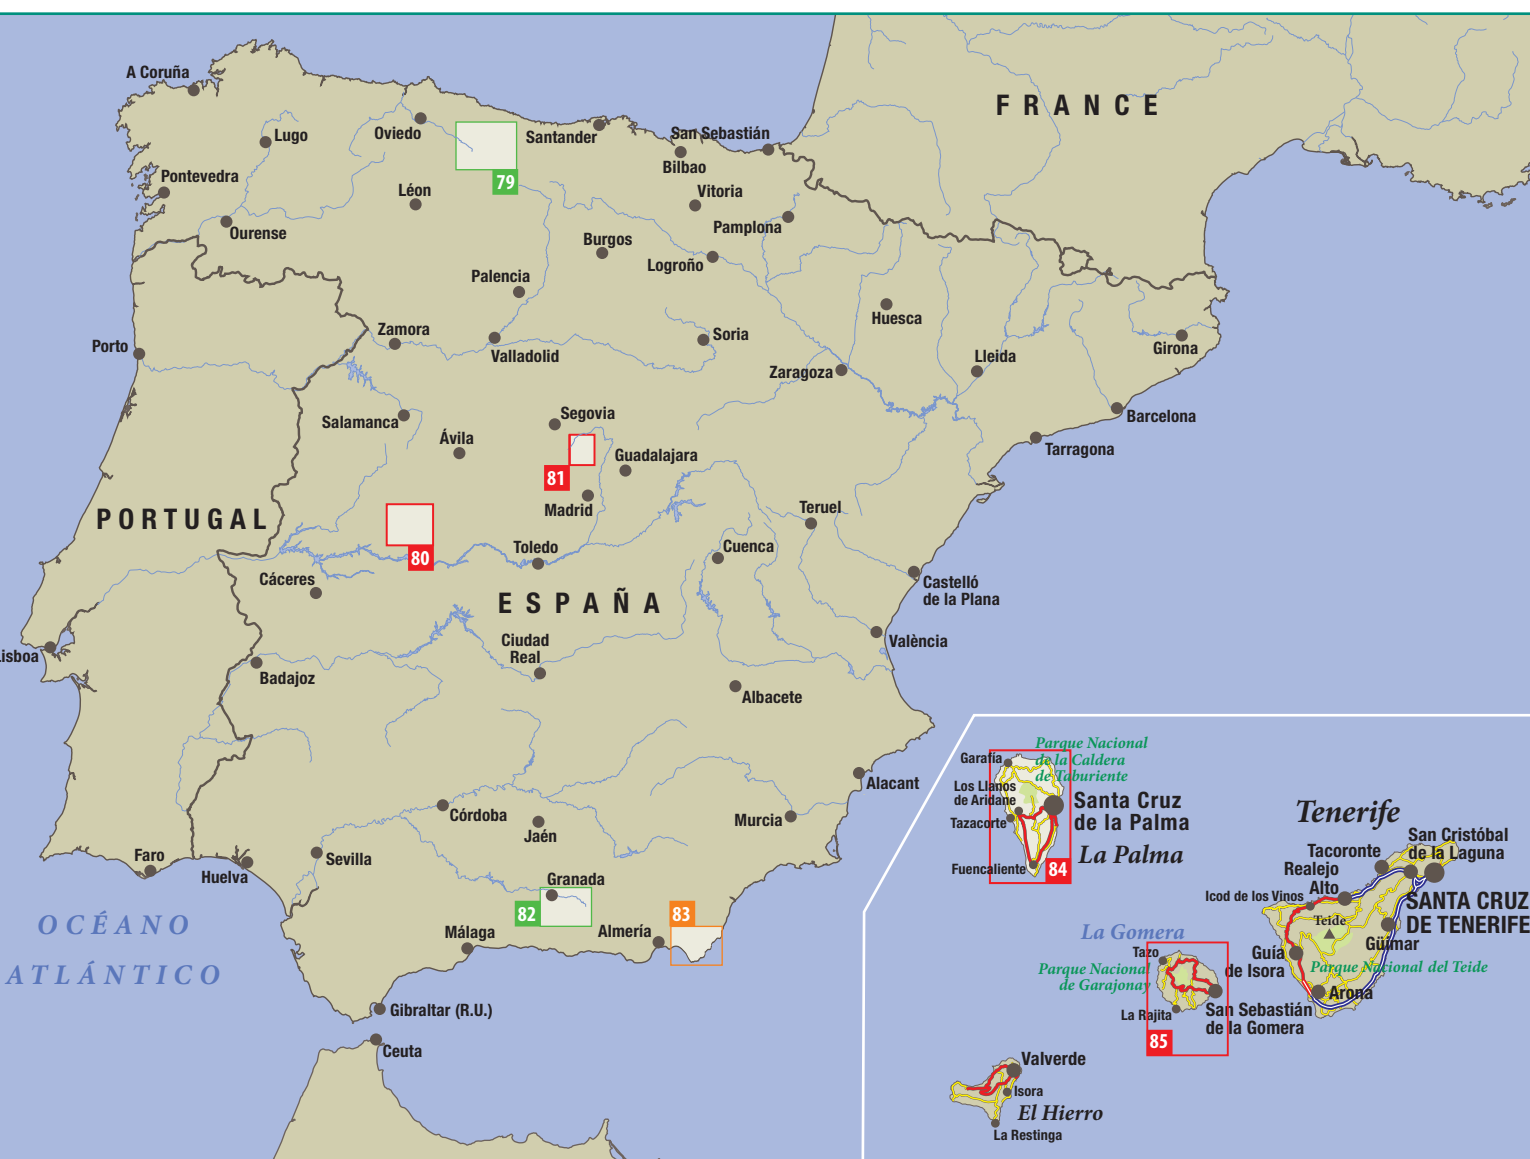 A Coruña
FRANCE
Lugo
Oviedo
Santander
San Sebastián
Bilbao
Pontevedra
79
Léon
Vitoria
Pamplona
Ourense
Burgos
Logroño
Palencia
Huesca
Zamora
Soria
Porto
Valladolid
Lleida
Girona
Zaragoza
Salamanca
Segovia
Barcelona
Ávila
Guadalajara
Tarragona
81
Madrid
PORTUGAL
Teruel
80
Toledo
Cuenca
Cáceres
Castelló
de la Plana
ESPAÑA
Ciudad
Real
València
Lisboa
Badajoz
Albacete
Alacant
Córdoba
Jaén
Murcia
Faro
Huelva
Sevilla
Granada
82
83
Almería
Málaga
OCÉANO
ATLÁNTICO
Gibraltar (R.U.)
Ceuta
Parque Nacional
de la Caldera
de Taburiente
Garafía
Los Llanos
de Aridane
Tazacorte
Santa Cruz
de la Palma
La Palma
Fuencaliente
84
Tenerife
San Cristóbal
de la Laguna
Tacoronte
Realejo
Alto
Icod de los Vinos
SANTA CRUZ
DE TENERIFE
Teide
Güímar
Guía
de Isora
Parque Nacional del Teide
Arona
La Gomera
Tazo
Parque Nacional
de Garajonay
La Rajita
San Sebastián
de la Gomera
85
Valverde
Isora
El Hierro
La Restinga